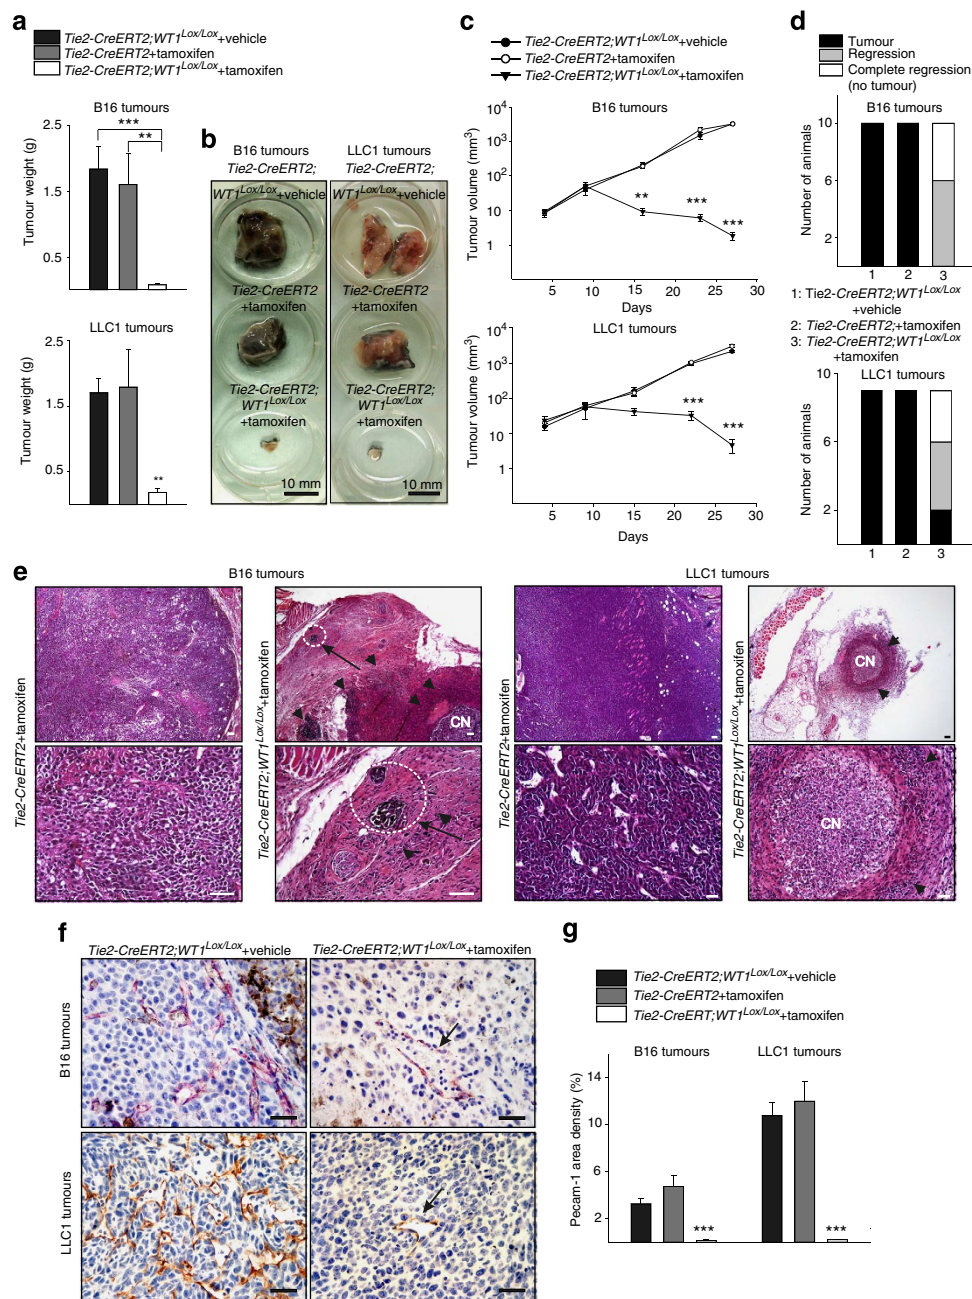 a
Tie2-CreERT2;WT1Lox/Lox+vehicle
Tie2-CreERT2+tamoxifen
Tie2-CreERT2;WT1Lox/Lox+tamoxifen
B16 tumours
Tumour weight (g)
2.5
1.5
0.5
***
**
LLC1 tumours
Tumour weight (g)
2.5
1.5
0.5
**
b
B16 tumours
Tie2-CreERT2;
WT1Lox/Lox+vehicle
Tie2-CreERT2
+tamoxifen
Tie2-CreERT2;
WT1Lox/Lox
+tamoxifen
10 mm
LLC1 tumours
Tie2-CreERT2;
WT1Lox/Lox+vehicle
Tie2-CreERT2
+tamoxifen
Tie2-CreERT2;
WT1Lox/Lox
+tamoxifen
10 mm
c
Tie2-CreERT2;WT1Lox/Lox+vehicle
Tie2-CreERT2+tamoxifen
Tie2-CreERT2;WT1Lox/Lox+tamoxifen
B16 tumours
Tumour volume (mm3)
104
103
102
10
1
**
***
***
5 10 15 20 25 30
Days
LLC1 tumours
Tumour volume (mm3)
104
103
102
10
1
***
***
5 10 15 20 25 30
Days
d
Tumour
Regression
Complete regression
(no tumour)
B16 tumours
Number of animals
10
6
2
1 2 3
1: Tie2-CreERT2;WT1Lox/Lox
+vehicle
2: Tie2-CreERT2;+tamoxifen
3: Tie2-CreERT2;WT1Lox/Lox
+tamoxifen
LLC1 tumours
Number of animals
10
6
2
1 2 3
e
B16 tumours
LLC1 tumours
Tie2-CreERT2+tamoxifen
Tie2-CreERT2;WT1Lox/Lox+tamoxifen
CN
Tie2-CreERT2+tamoxifen
Tie2-CreERT2;WT1Lox/Lox+tamoxifen
CN
CN
f
Tie2-CreERT2;WT1Lox/Lox+vehicle
Tie2-CreERT2;WT1Lox/Lox+tamoxifen
B16 tumours
LLC1 tumours
g
Tie2-CreERT2;WT1Lox/Lox+vehicle
Tie2-CreERT2+tamoxifen
Tie2-CreERT;WT1Lox/Lox+tamoxifen
B16 tumours
LLC1 tumours
Pecam-1 area density (%)
14
10
6
2
***
***